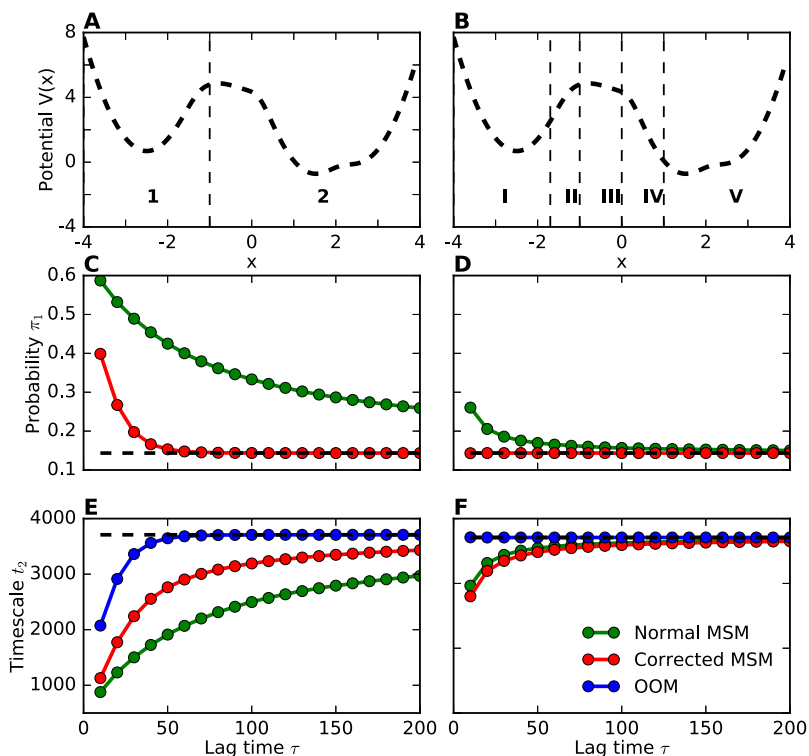 A
B
8
4
0
-4
Potential V(x)
1
2
I
II
III
IV
V
-4
-2
0
2
4
-4
-2
0
2
4
x
x
C
D
0.6
0.5
0.4
0.3
0.2
0.1
Probability π1
E
F
4000
3000
2000
1000
Timescale t2
Normal MSM
Corrected MSM
OOM
0
50
100
150
200
0
50
100
150
200
Lag time τ
Lag time τ